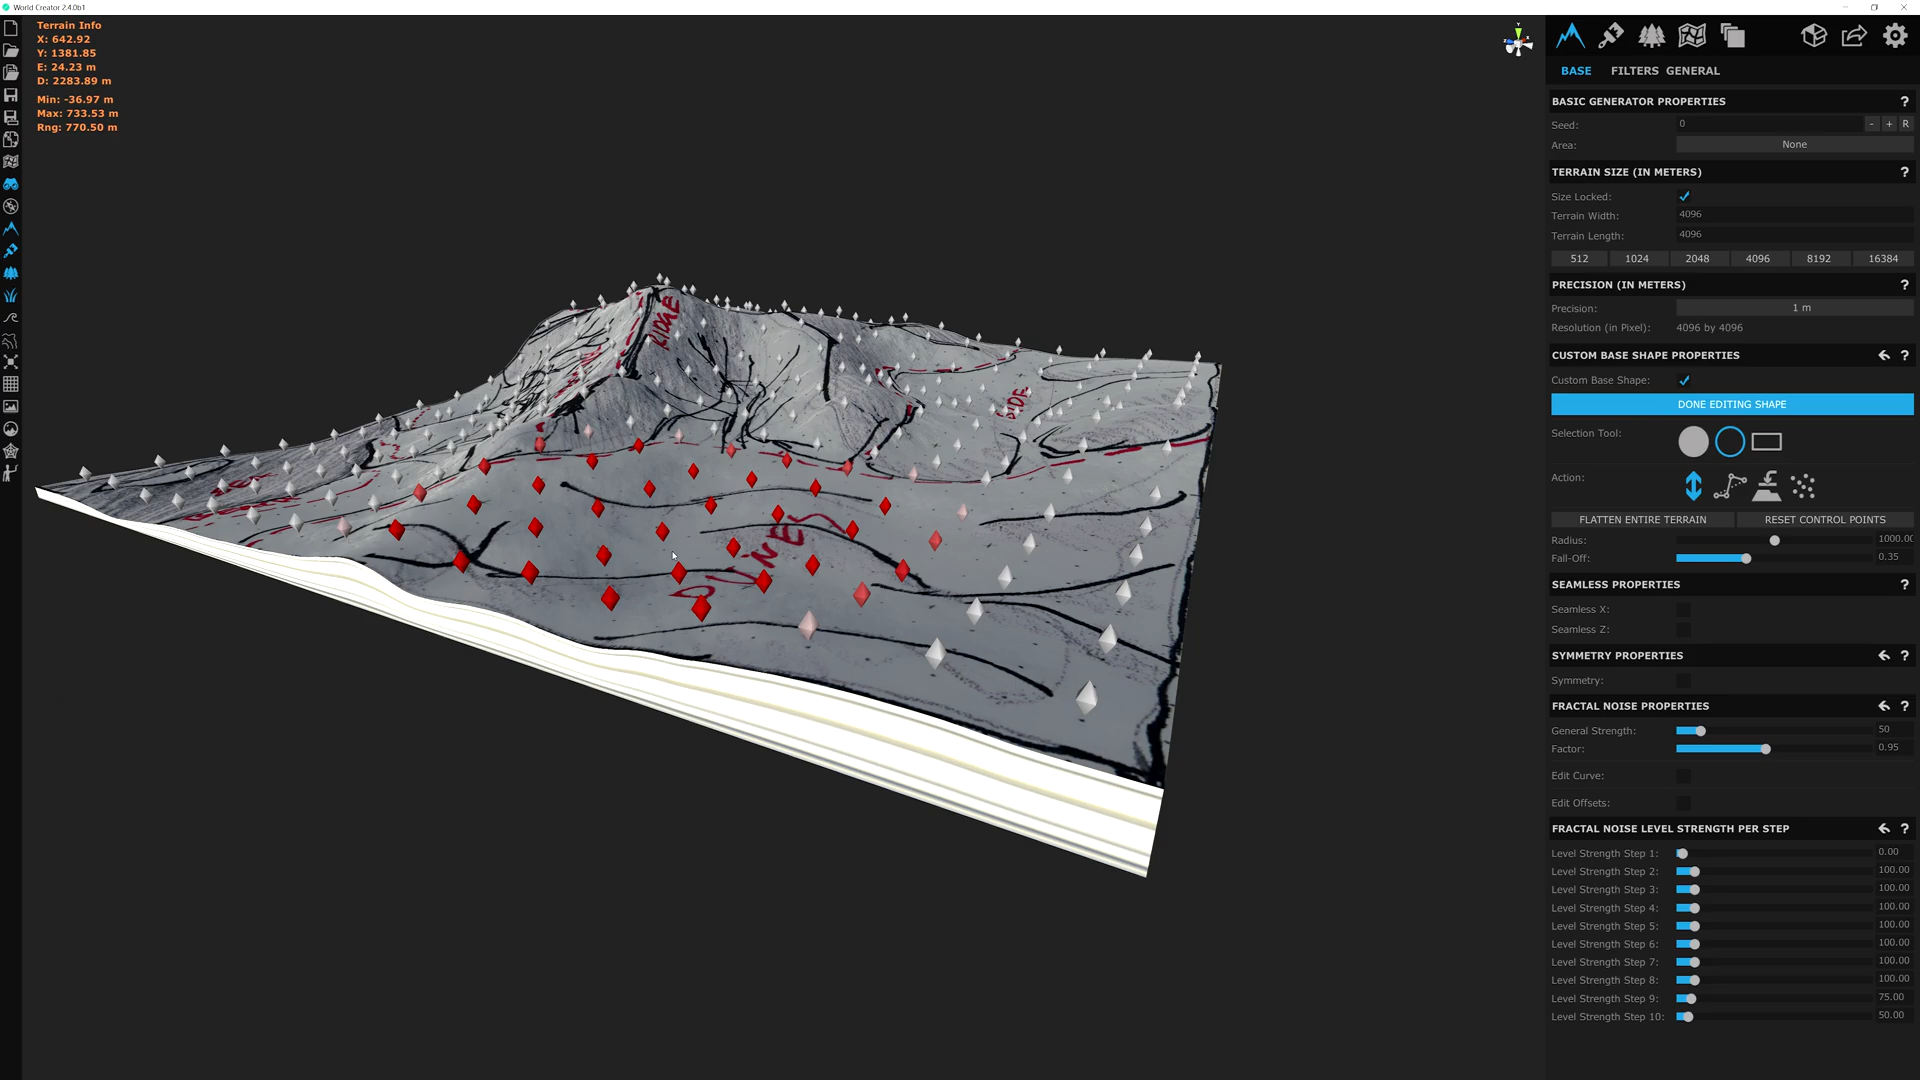 World Creator 2.4.0b1
Terrain Info
X: 642.92
Y: 1381.85
E: 24.23 m
D: 2283.89 m
Min: -36.97 m
Max: 733.53 m
Rng: 770.50 m
RIDGE
SIDE
DUNES
BASE
FILTERS
GENERAL
BASIC GENERATOR PROPERTIES ?
Seed: 0 - + R
Area: None
TERRAIN SIZE (IN METERS) ?
Size Locked:
Terrain Width: 4096
Terrain Length: 4096
512 1024 2048 4096 8192 16384
PRECISION (IN METERS) ?
Precision: 1 m
Resolution (in Pixel): 4096 by 4096
CUSTOM BASE SHAPE PROPERTIES ?
Custom Base Shape:
DONE EDITING SHAPE
Selection Tool:
Action:
FLATTEN ENTIRE TERRAIN RESET CONTROL POINTS
Radius: 1000.00
Fall-Off: 0.35
SEAMLESS PROPERTIES ?
Seamless X:
Seamless Z:
SYMMETRY PROPERTIES ?
Symmetry:
FRACTAL NOISE PROPERTIES ?
General Strength: 50
Factor: 0.95
Edit Curve:
Edit Offsets:
FRACTAL NOISE LEVEL STRENGTH PER STEP ?
Level Strength Step 1: 0.00
Level Strength Step 2: 100.00
Level Strength Step 3: 100.00
Level Strength Step 4: 100.00
Level Strength Step 5: 100.00
Level Strength Step 6: 100.00
Level Strength Step 7: 100.00
Level Strength Step 8: 100.00
Level Strength Step 9: 75.00
Level Strength Step 10: 50.00